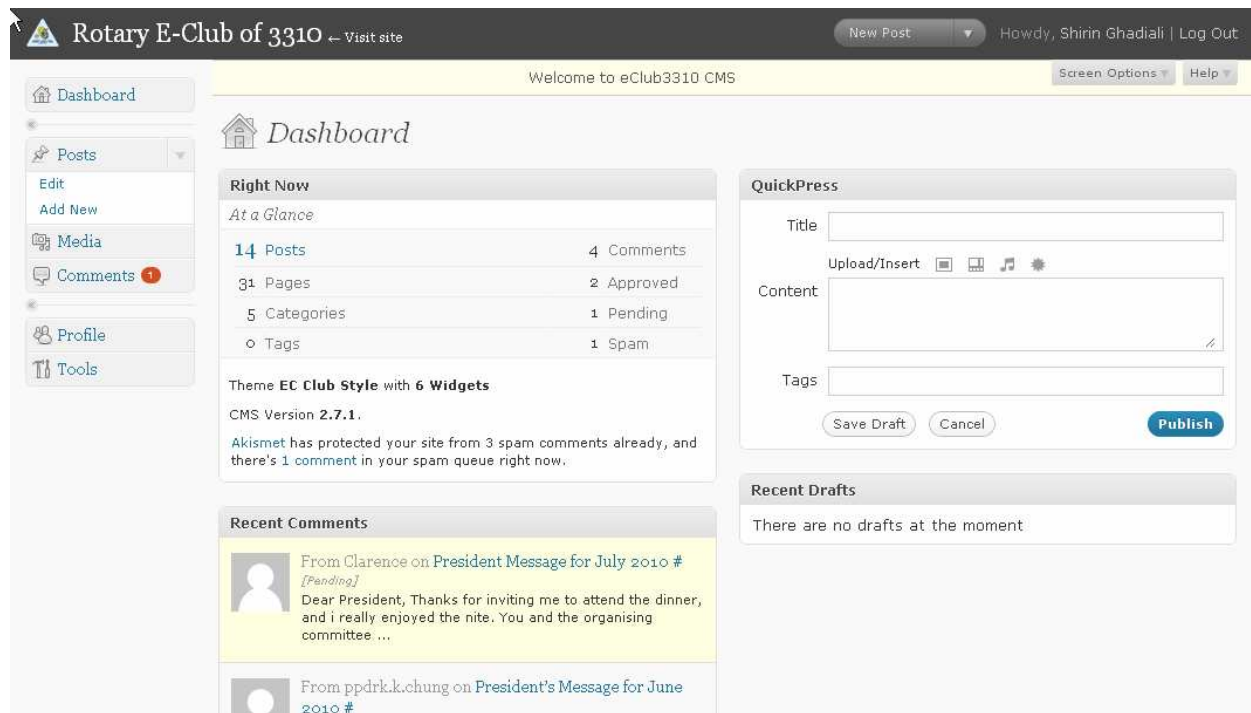 Rotary E-Club of 3310 ← Visit site
New Post
Howdy, Shirin Ghadiali | Log Out
Welcome to eClub3310 CMS
Screen Options
Help
Dashboard
Posts
Edit
Add New
Media
Comments 1
Profile
Tools
Dashboard
Right Now
At a Glance
14 Posts
4 Comments
31 Pages
2 Approved
5 Categories
1 Pending
0 Tags
1 Spam
Theme EC Club Style with 6 Widgets
CMS Version 2.7.1.
Akismet has protected your site from 3 spam comments already, and
there's 1 comment in your spam queue right now.
Recent Comments
From Clarence on President Message for July 2010 #
[Pending]
Dear President, Thanks for inviting me to attend the dinner,
and i really enjoyed the nite. You and the organising
committee ...
From ppdrk.k.chung on President's Message for June
2010 #
QuickPress
Title
Upload/Insert
Content
Tags
Save Draft
Cancel
Publish
Recent Drafts
There are no drafts at the moment